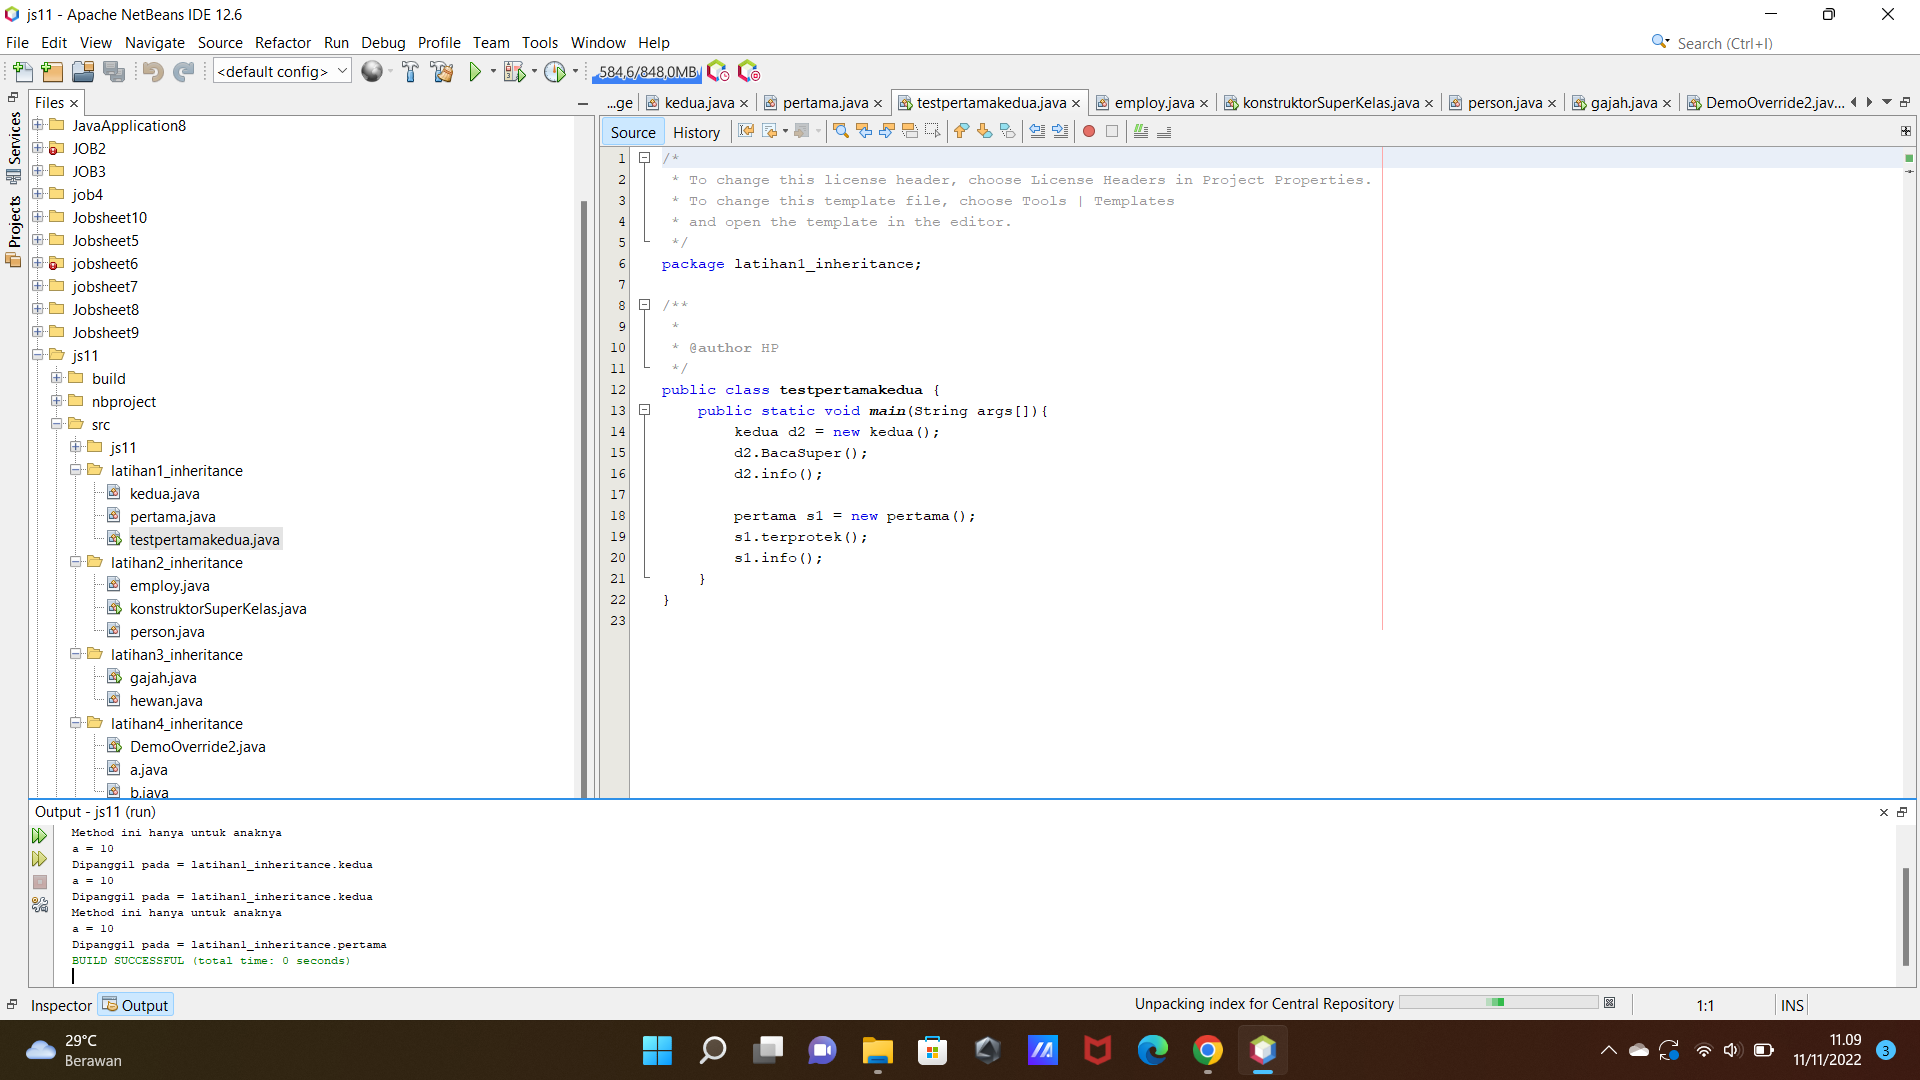 js11 - Apache NetBeans IDE 12.6
File Edit View Navigate Source Refactor Run Debug Profile Team Tools Window Help
Search (Ctrl+I)
<default config>
584,6/848,0MB
Files
...ge
kedua.java
pertama.java
testpertamakedua.java
employ.java
konstruktorSuperKelas.java
person.java
gajah.java
DemoOverride2.jav...
Services
Projects
JavaApplication8
JOB2
JOB3
job4
Jobsheet10
Jobsheet5
jobsheet6
jobsheet7
Jobsheet8
Jobsheet9
js11
build
nbproject
src
js11
latihan1_inheritance
kedua.java
pertama.java
testpertamakedua.java
latihan2_inheritance
employ.java
konstruktorSuperKelas.java
person.java
latihan3_inheritance
gajah.java
hewan.java
latihan4_inheritance
DemoOverride2.java
a.java
b.java
Source History
1 /*
2 * To change this license header, choose License Headers in Project Properties.
3 * To change this template file, choose Tools | Templates
4 * and open the template in the editor.
5 */
6 package latihan1_inheritance;
7
8 /**
9 *
10 * @author HP
11 */
12 public class testpertamakedua {
13 public static void main(String args[]){
14 kedua d2 = new kedua();
15 d2.BacaSuper();
16 d2.info();
17
18 pertama s1 = new pertama();
19 s1.terprotek();
20 s1.info();
21 }
22 }
23
Output - js11 (run)
Method ini hanya untuk anaknya
a = 10
Dipanggil pada = latihan1_inheritance.kedua
a = 10
Dipanggil pada = latihan1_inheritance.kedua
Method ini hanya untuk anaknya
a = 10
Dipanggil pada = latihan1_inheritance.pertama
BUILD SUCCESSFUL (total time: 0 seconds)
Inspector Output
Unpacking index for Central Repository
1:1
INS
29°C
Berawan
11.09
11/11/2022
3